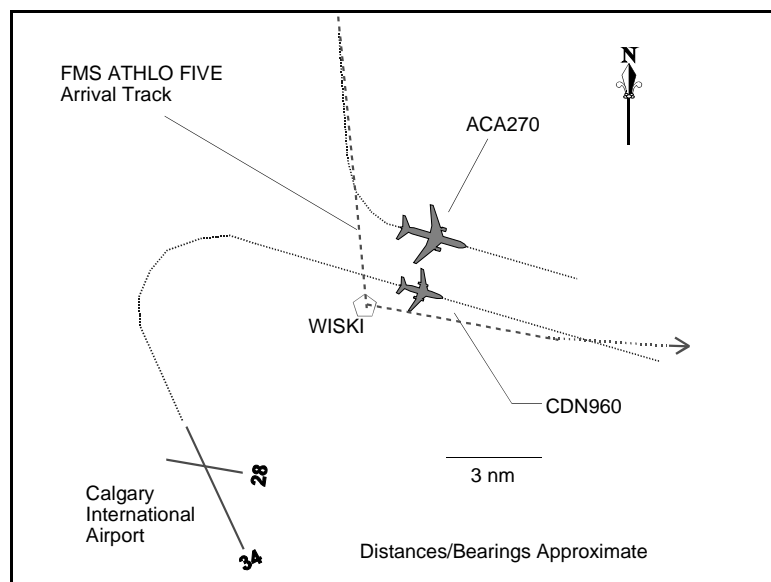 FMS ATHLO FIVE
Arrival Track
N
ACA270
WISKI
CDN960
3 nm
28
34
Calgary
International
Airport
Distances/Bearings Approximate